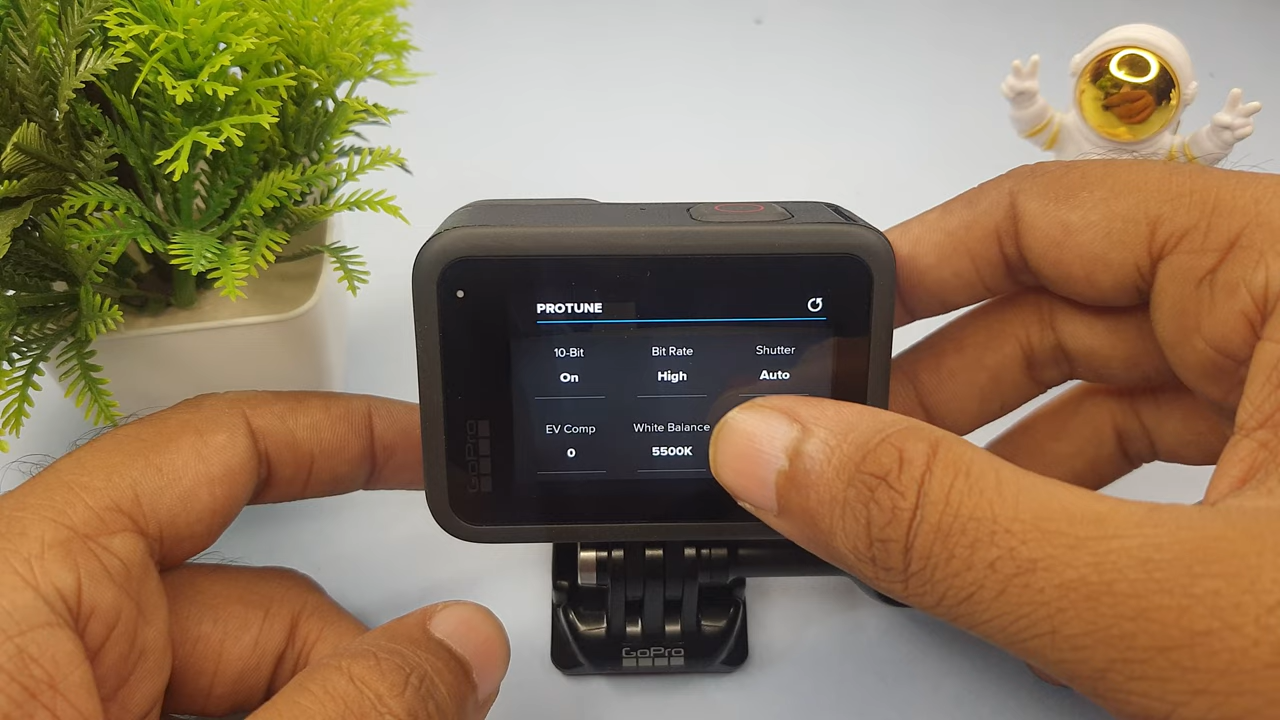 PROTUNE
10-Bit Bit Rate Shutter
On High Auto
EV Comp White Balance
0 5500K
GoPro
GoPro